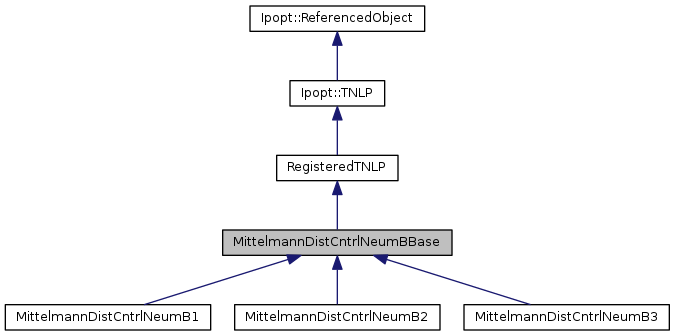 Ipopt::ReferencedObject
Ipopt::TNLP
RegisteredTNLP
MittelmannDistCntrlNeumBBase
MittelmannDistCntrlNeumB1
MittelmannDistCntrlNeumB2
MittelmannDistCntrlNeumB3